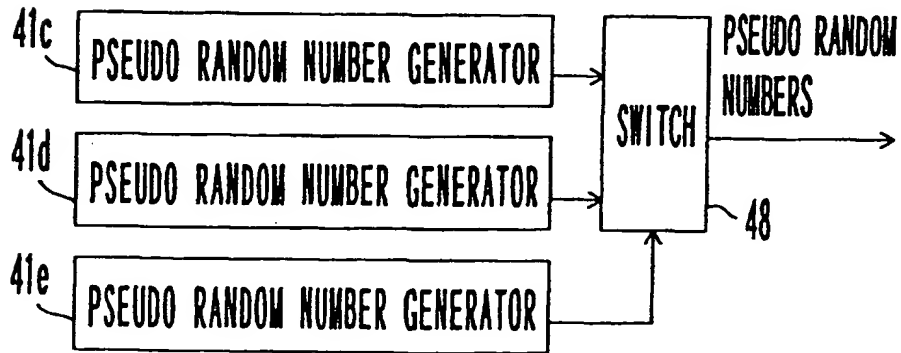 41c
PSEUDO RANDOM NUMBER GENERATOR
41d
PSEUDO RANDOM NUMBER GENERATOR
41e
PSEUDO RANDOM NUMBER GENERATOR
SWITCH
48
PSEUDO RANDOM
NUMBERS